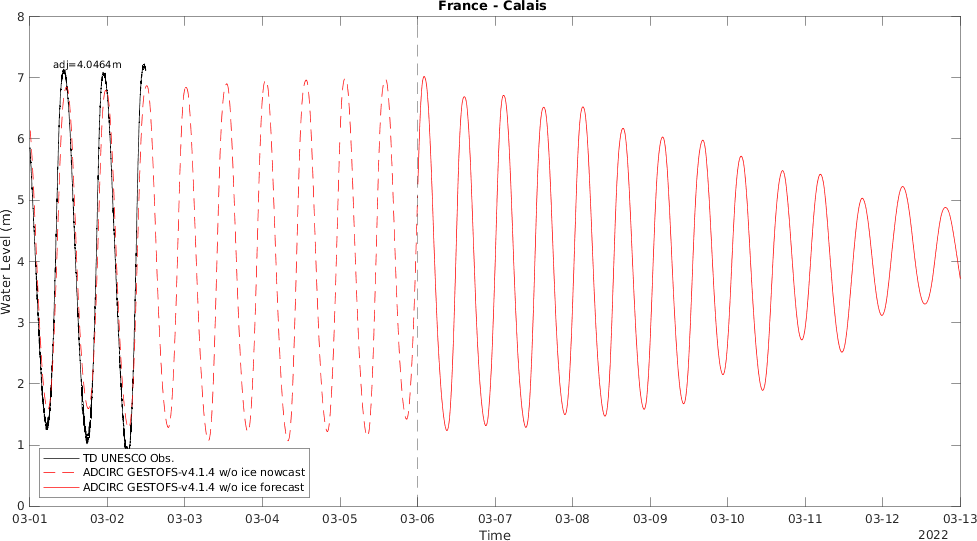 France - Calais
8
7
6
5
4
3
2
1
0
Water Level (m)
adj=4.0464m
TD UNESCO Obs.
ADCIRC GESTOFS-v4.1.4 w/o ice nowcast
ADCIRC GESTOFS-v4.1.4 w/o ice forecast
03-01 03-02 03-03 03-04 03-05 03-06 03-07 03-08 03-09 03-10 03-11 03-12 03-13
Time
2022